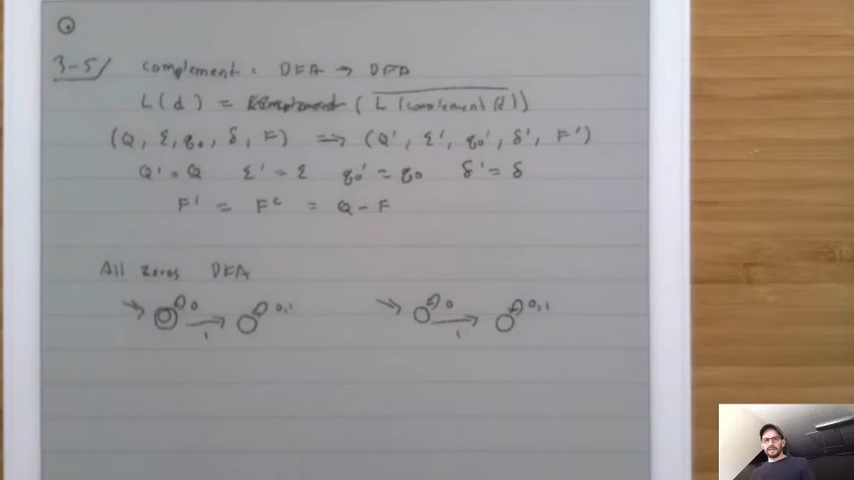 3-5/ complement : DFA → DFA
L(d) = ( L(complement(d)) )
(Q, Σ, q₀, δ, F) ⇒ (Q', Σ', q₀', δ', F')
Q' = Q Σ' = Σ q₀' = q₀ δ' = δ
F' = Fᶜ = Q - F
All zeros DFA
0 0,1 0 0,1
1 1